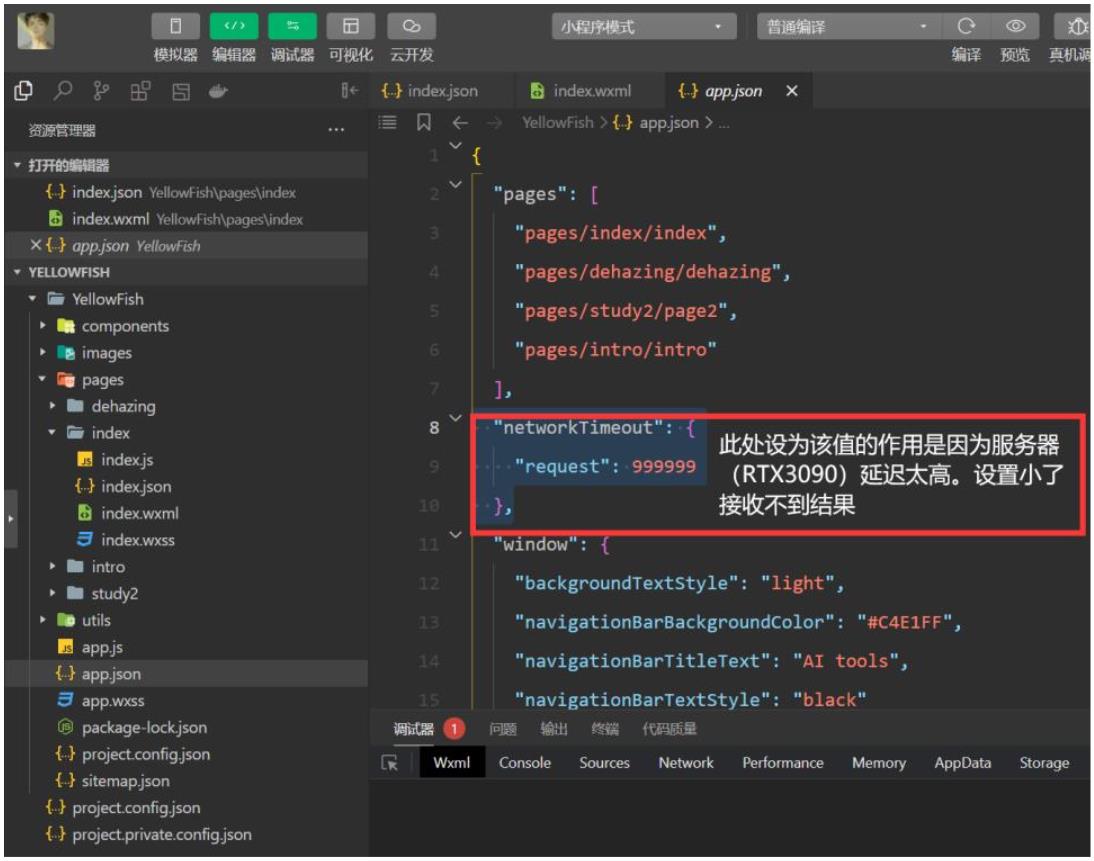 小程序模式
普通编译
模拟器 编辑器 调试器 可视化 云开发
编译 预览 真机调
index.json index.wxml app.json
资源管理器
YellowFish > app.json > ...
打开的编辑器
index.json YellowFish\pages\index
index.wxml YellowFish\pages\index
app.json YellowFish
YELLOWFISH
YellowFish
components
images
pages
dehazing
index
index.js
index.json
index.wxml
index.wxss
intro
study2
utils
app.js
app.json
app.wxss
package-lock.json
project.config.json
sitemap.json
project.config.json
project.private.config.json
1 {
2 "pages": [
3 "pages/index/index",
4 "pages/dehazing/dehazing",
5 "pages/study2/page2",
6 "pages/intro/intro"
7 ],
8 "networkTimeout": {
9 "request": 999999
10 },
11 "window": {
12 "backgroundTextStyle": "light",
13 "navigationBarBackgroundColor": "#C4E1FF",
14 "navigationBarTitleText": "AI tools",
15 "navigationBarTextStyle": "black"
此处设为该值的作用是因为服务器
（RTX3090）延迟太高。设置小了
接收不到结果
调试器 1 问题 输出 终端 代码质量
Wxml Console Sources Network Performance Memory AppData Storage